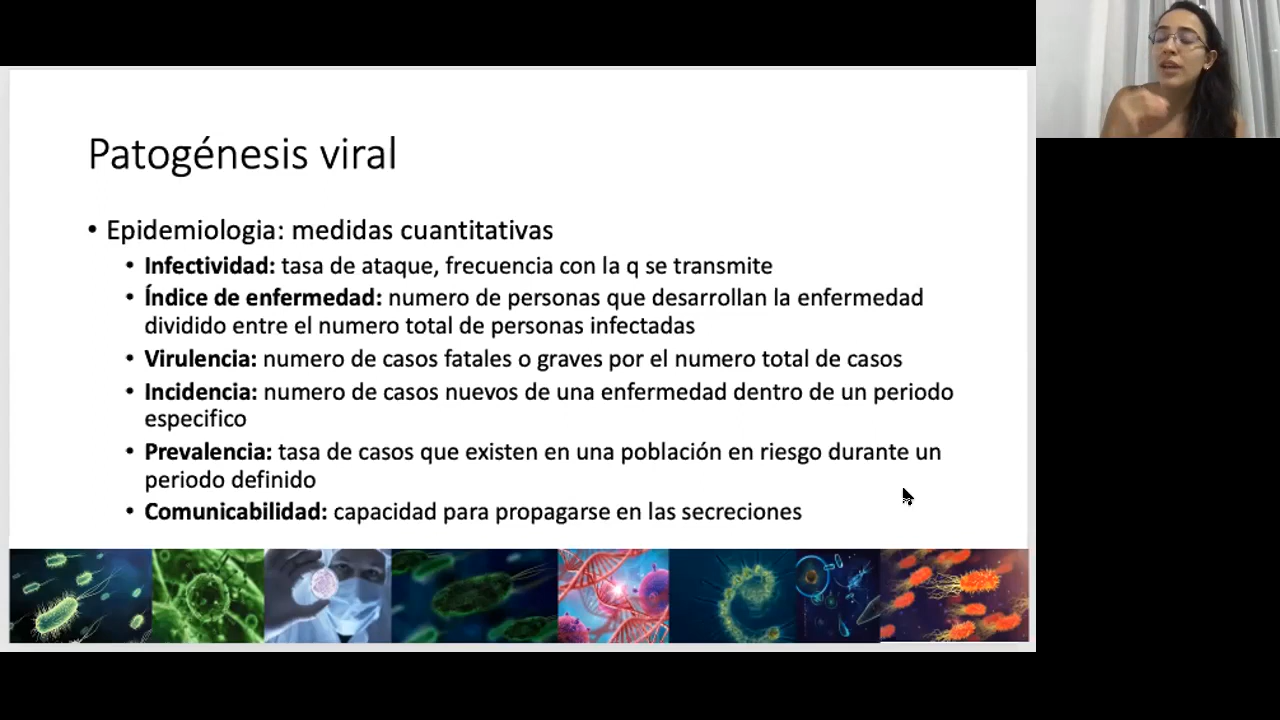 Patogénesis viral
• Epidemiologia: medidas cuantitativas
• Infectividad: tasa de ataque, frecuencia con la q se transmite
• Índice de enfermedad: numero de personas que desarrollan la enfermedad
dividido entre el numero total de personas infectadas
• Virulencia: numero de casos fatales o graves por el numero total de casos
• Incidencia: numero de casos nuevos de una enfermedad dentro de un periodo
especifico
• Prevalencia: tasa de casos que existen en una población en riesgo durante un
periodo definido
• Comunicabilidad: capacidad para propagarse en las secreciones